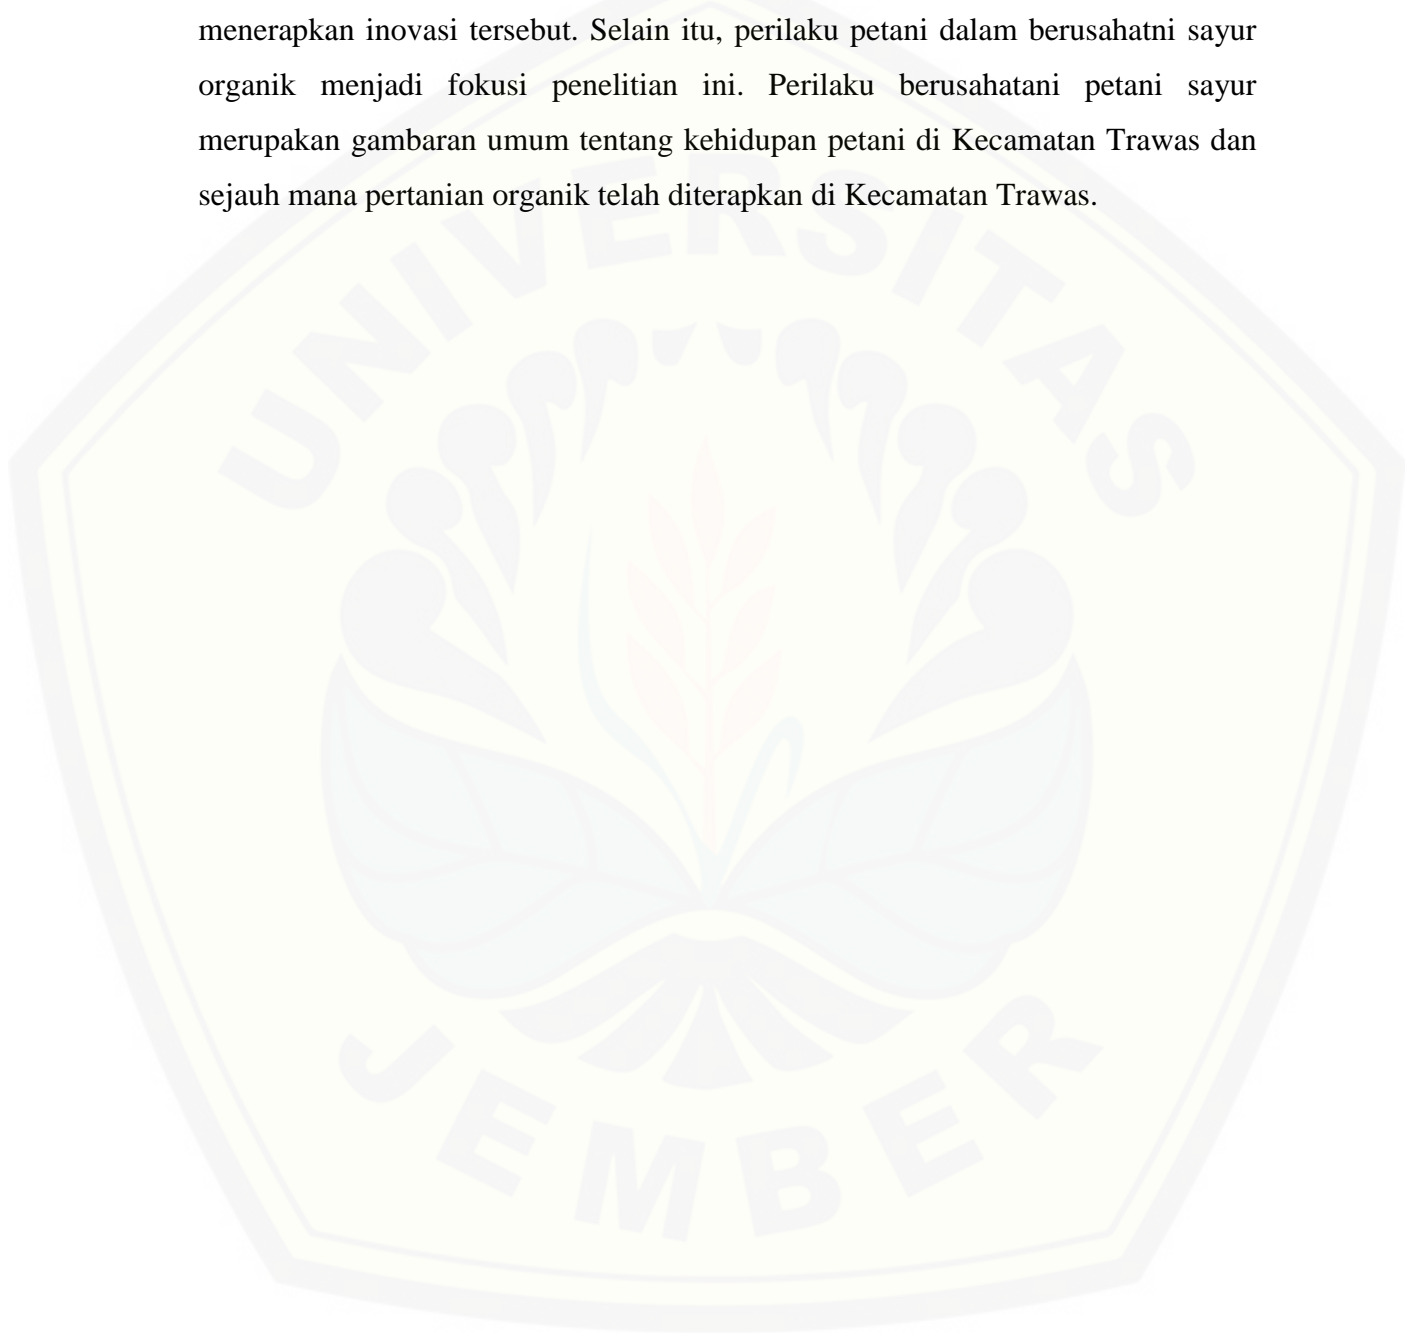 menerapkan inovasi tersebut. Selain itu, perilaku petani dalam berusahatni sayur
organik menjadi fokusi penelitian ini. Perilaku berusahatani petani sayur
merupakan gambaran umum tentang kehidupan petani di Kecamatan Trawas dan
sejauh mana pertanian organik telah diterapkan di Kecamatan Trawas.
UNIVERSITAS
JEMBER